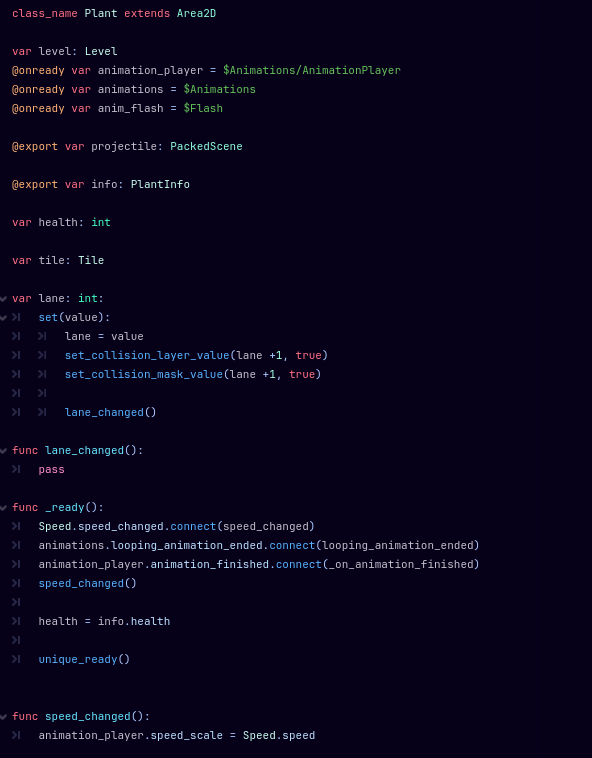 class_name Plant extends Area2D
var level: Level
@onready var animation_player = $Animations/AnimationPlayer
@onready var animations = $Animations
@onready var anim_flash = $Flash
@export var projectile: PackedScene
@export var info: PlantInfo
var health: int
var tile: Tile
var lane: int:
set(value):
lane = value
set_collision_layer_value(lane +1, true)
set_collision_mask_value(lane +1, true)
lane_changed()
func lane_changed():
pass
func _ready():
Speed.speed_changed.connect(speed_changed)
animations.looping_animation_ended.connect(looping_animation_ended)
animation_player.animation_finished.connect(_on_animation_finished)
speed_changed()
health = info.health
unique_ready()
func speed_changed():
animation_player.speed_scale = Speed.speed